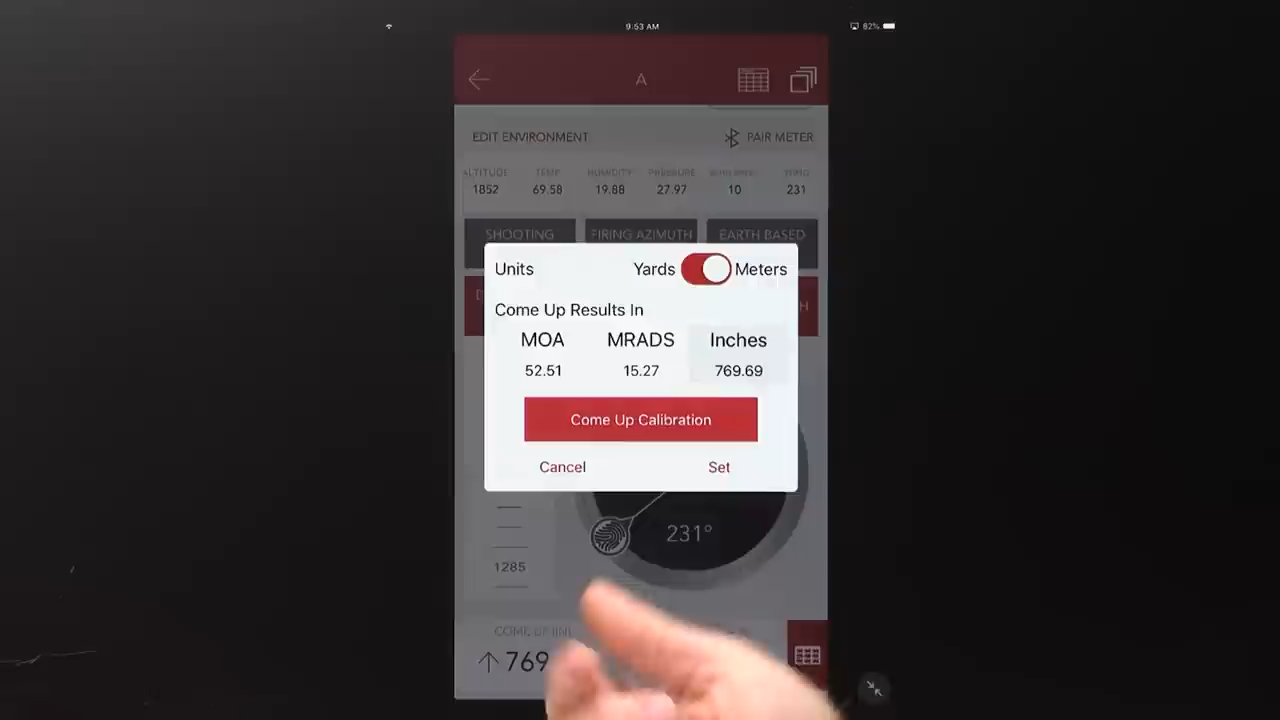 9:53 AM
82%
A
EDIT ENVIRONMENT
PAIR METER
ALTITUDE TEMP HUMIDITY PRESSURE WIND
1852 69.58 19.88 27.97 10 231
SHOOTING FIRING AZIMUTH EARTH BASED
Units Yards Meters
Come Up Results In
MOA MRADS Inches
52.51 15.27 769.69
Come Up Calibration
Cancel Set
231°
1285
COME UP
↑ 769